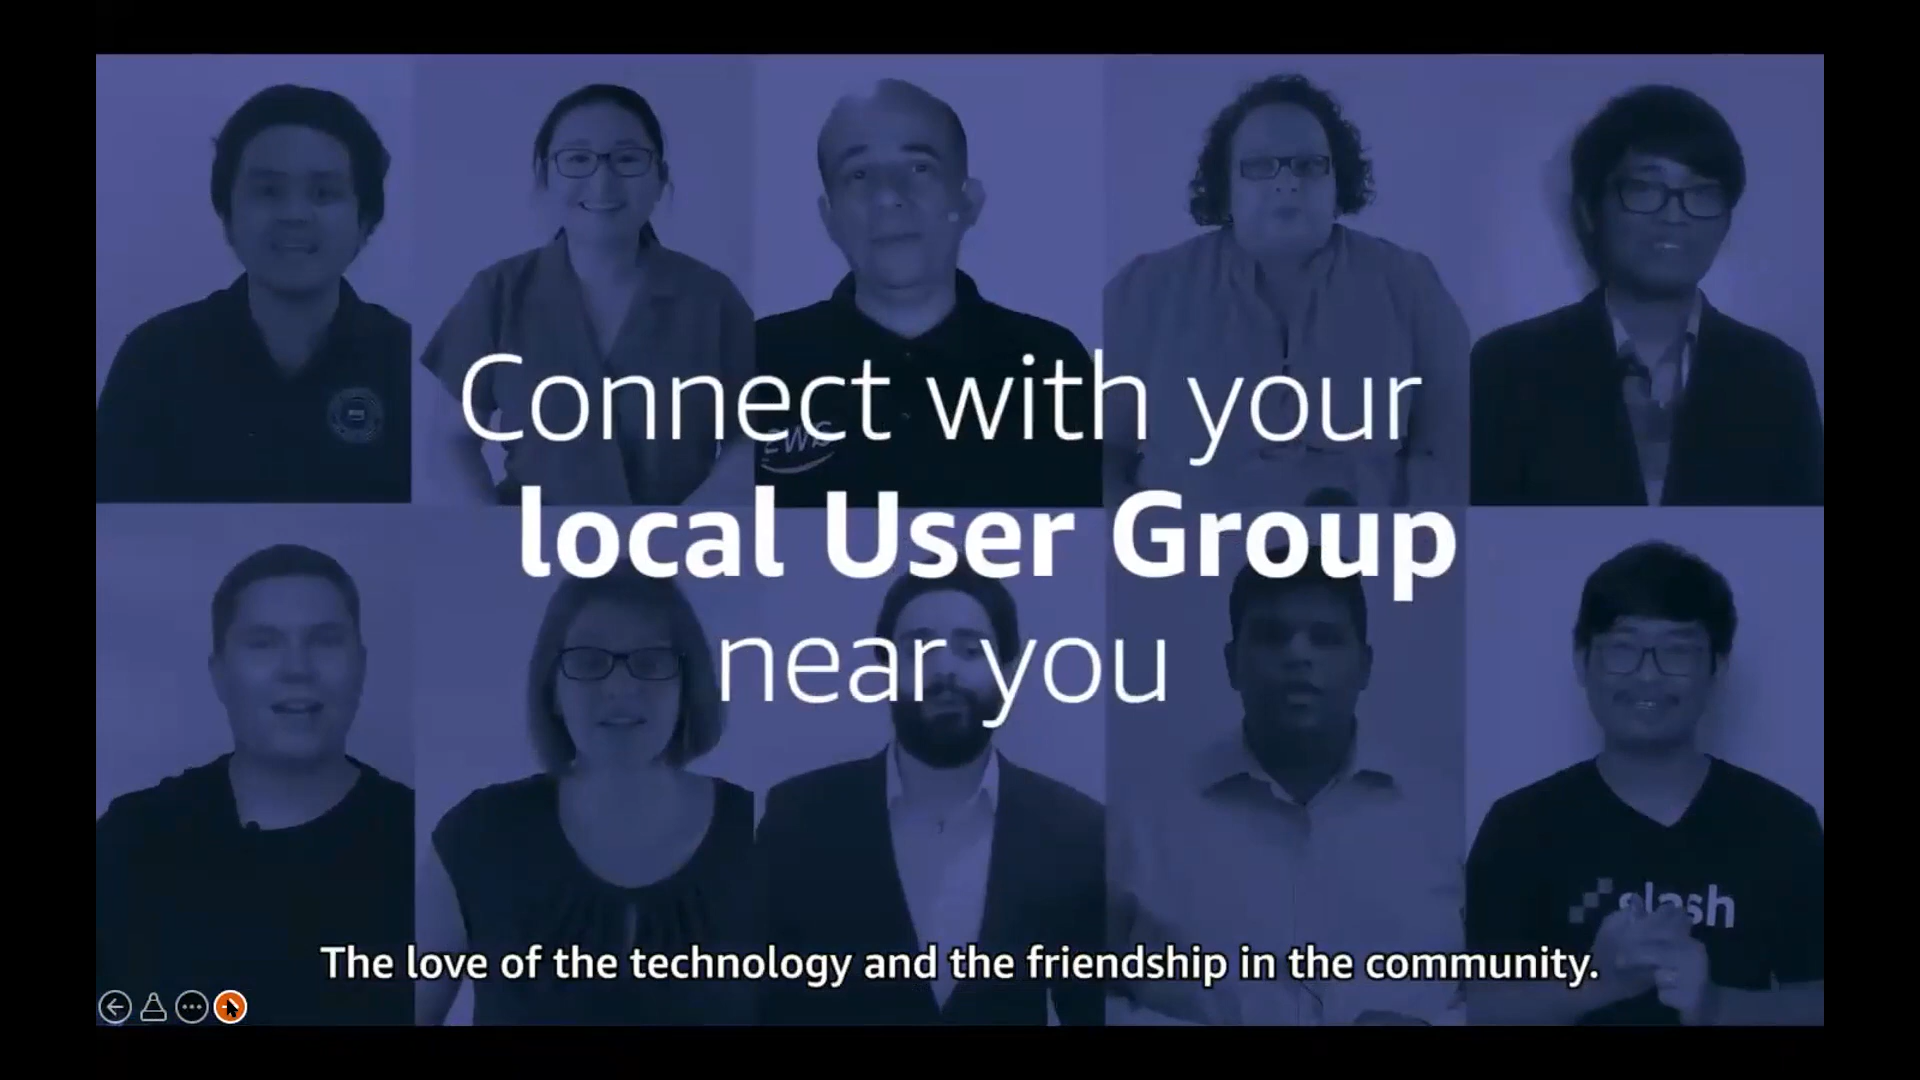 Connect with your
local User Group
near you
slash
The love of the technology and the friendship in the community.